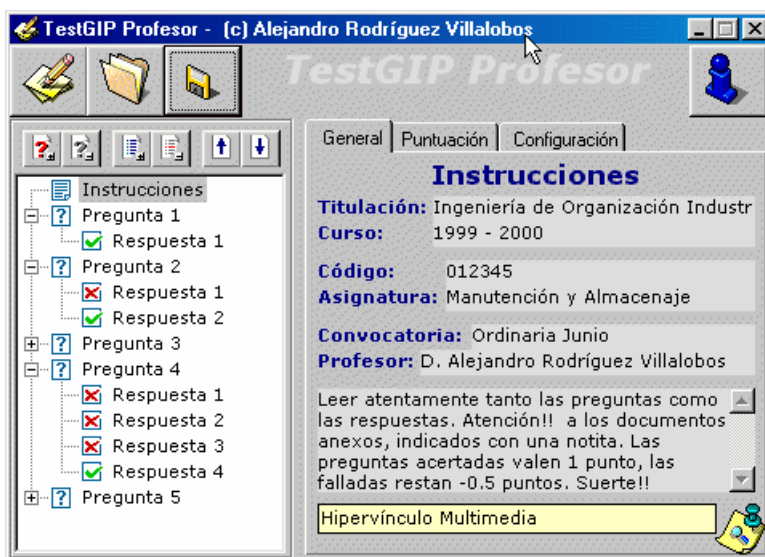 TestGIP Profesor - (c) Alejandro Rodríguez Villalobos
TestGIP Profesor
General
Puntuación
Configuración
Instrucciones
Pregunta 1
Respuesta 1
Pregunta 2
Respuesta 1
Respuesta 2
Pregunta 3
Pregunta 4
Respuesta 1
Respuesta 2
Respuesta 3
Respuesta 4
Pregunta 5
Instrucciones
Titulación: Ingeniería de Organización Industr
Curso: 1999 - 2000
Código: 012345
Asignatura: Manutención y Almacenaje
Convocatoria: Ordinaria Junio
Profesor: D. Alejandro Rodríguez Villalobos
Leer atentamente tanto las preguntas como
las respuestas. Atención!! a los documentos
anexos, indicados con una notita. Las
preguntas acertadas valen 1 punto, las
falladas restan -0.5 puntos. Suerte!!
Hipervínculo Multimedia